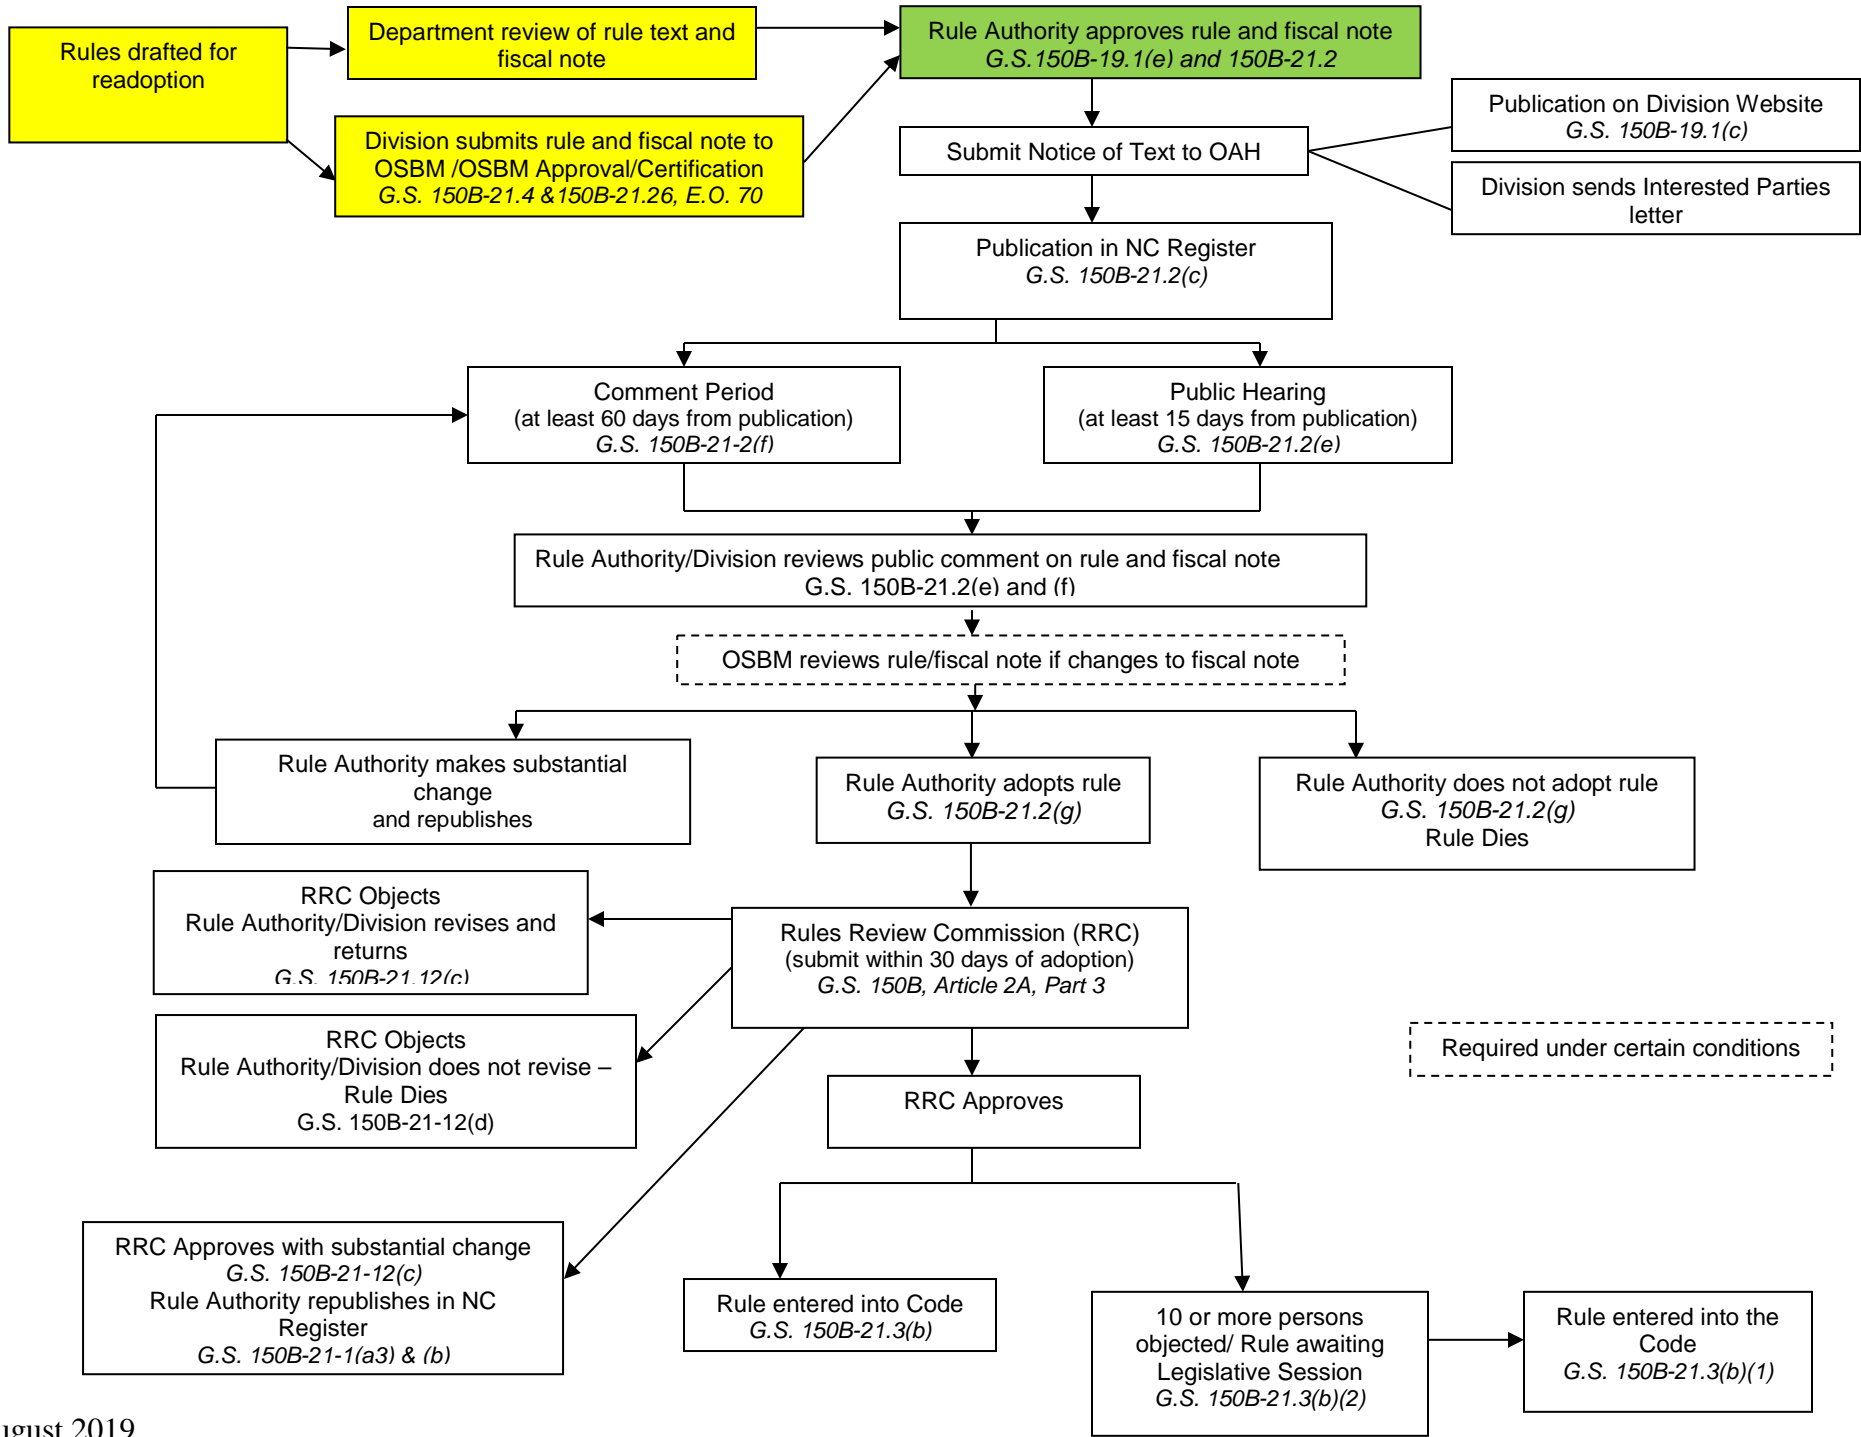 Rules drafted for
readoption
Department review of rule text and
fiscal note
Rule Authority approves rule and fiscal note
G.S.150B-19.1(e) and 150B-21.2
Division submits rule and fiscal note to
OSBM /OSBM Approval/Certification
G.S. 150B-21.4 &150B-21.26, E.O. 70
Submit Notice of Text to OAH
Publication on Division Website
G.S. 150B-19.1(c)
Division sends Interested Parties
letter
Publication in NC Register
G.S. 150B-21.2(c)
Comment Period
(at least 60 days from publication)
G.S. 150B-21-2(f)
Public Hearing
(at least 15 days from publication)
G.S. 150B-21.2(e)
Rule Authority/Division reviews public comment on rule and fiscal note
G.S. 150B-21.2(e) and (f)
OSBM reviews rule/fiscal note if changes to fiscal note
Rule Authority makes substantial
change
and republishes
Rule Authority adopts rule
G.S. 150B-21.2(g)
Rule Authority does not adopt rule
G.S. 150B-21.2(g)
Rule Dies
RRC Objects
Rule Authority/Division revises and
returns
G.S. 150B-21.12(c)
Rules Review Commission (RRC)
(submit within 30 days of adoption)
G.S. 150B, Article 2A, Part 3
RRC Objects
Rule Authority/Division does not revise –
Rule Dies
G.S. 150B-21-12(d)
Required under certain conditions
RRC Approves
RRC Approves with substantial change
G.S. 150B-21-12(c)
Rule Authority republishes in NC
Register
G.S. 150B-21-1(a3) & (b)
Rule entered into Code
G.S. 150B-21.3(b)
10 or more persons
objected/ Rule awaiting
Legislative Session
G.S. 150B-21.3(b)(2)
Rule entered into the
Code
G.S. 150B-21.3(b)(1)
ugust 2019